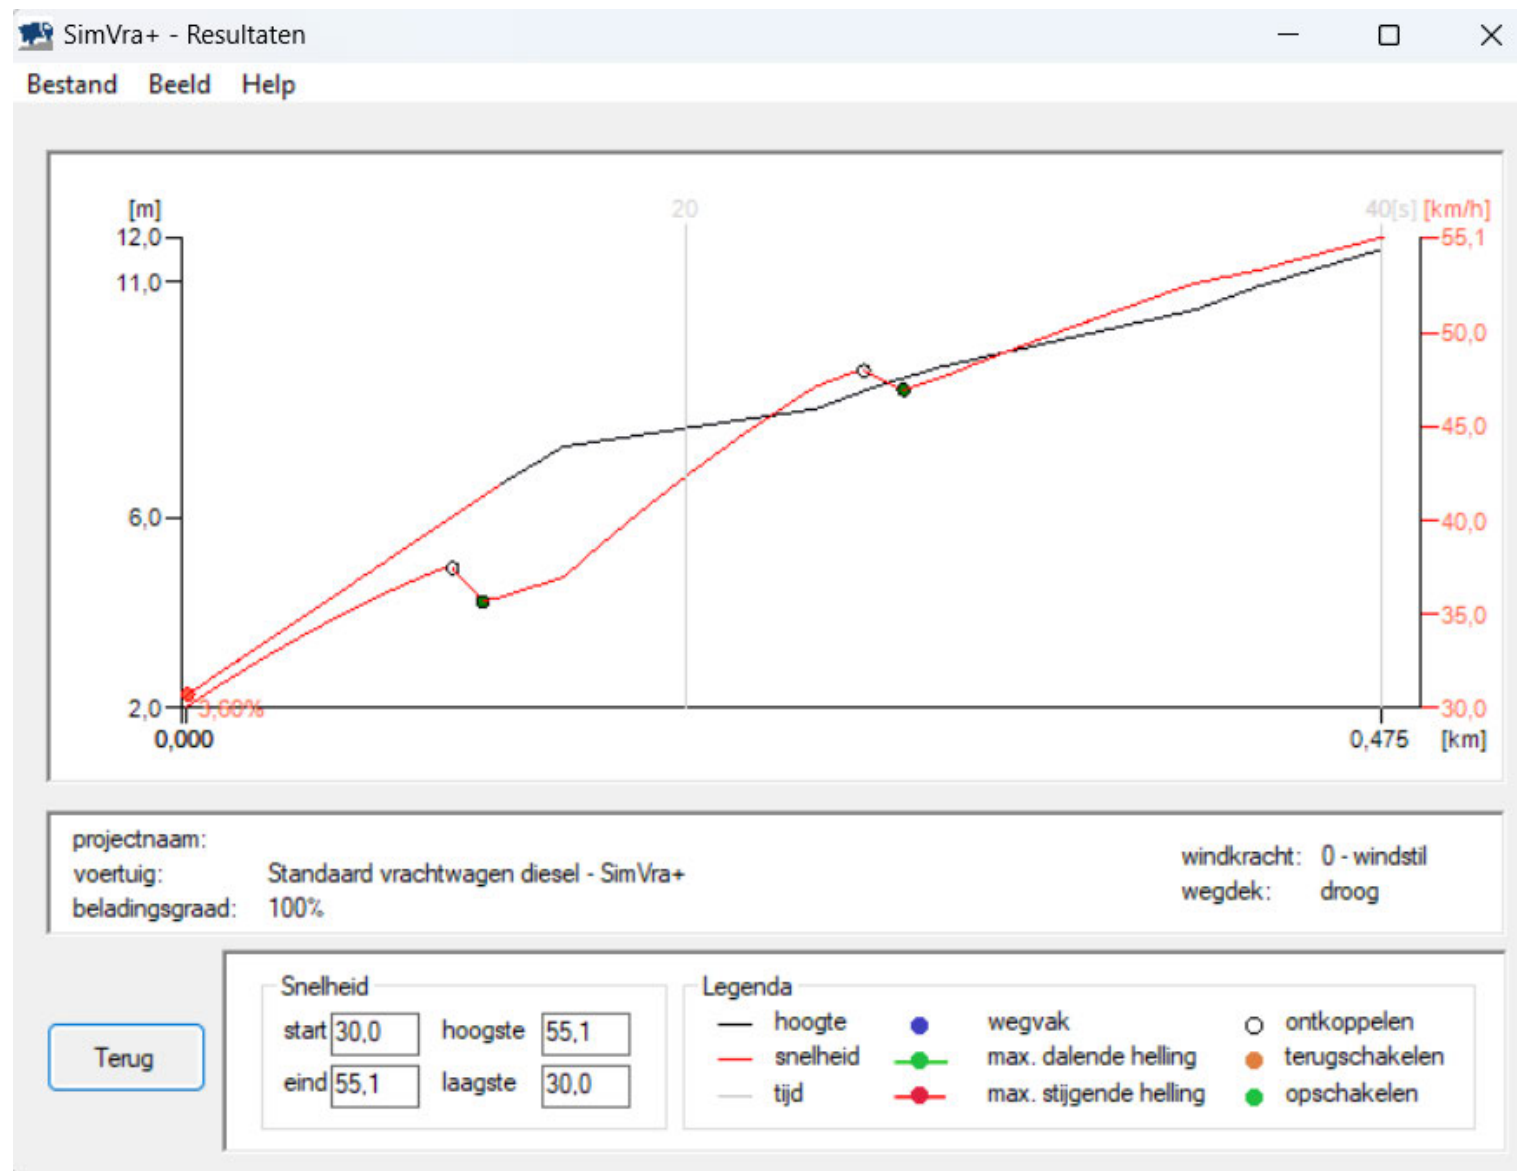 SimVra+ - Resultaten
Bestand Beeld Help
[m] 20 40[s] [km/h]
12,0 55,1
11,0
50,0
45,0
6,0 40,0
35,0
2,0 3,60% 30,0
0,000 0,475 [km]
projectnaam:
voertuig: Standaard vrachtwagen diesel - SimVra+
beladingsgraad: 100%
windkracht: 0 - windstil
wegdek: droog
Terug
Snelheid
start 30,0 hoogste 55,1
eind 55,1 laagste 30,0
Legenda
hoogte wegvak ontkoppelen
snelheid max. dalende helling terugschakelen
tijd max. stijgende helling opschakelen